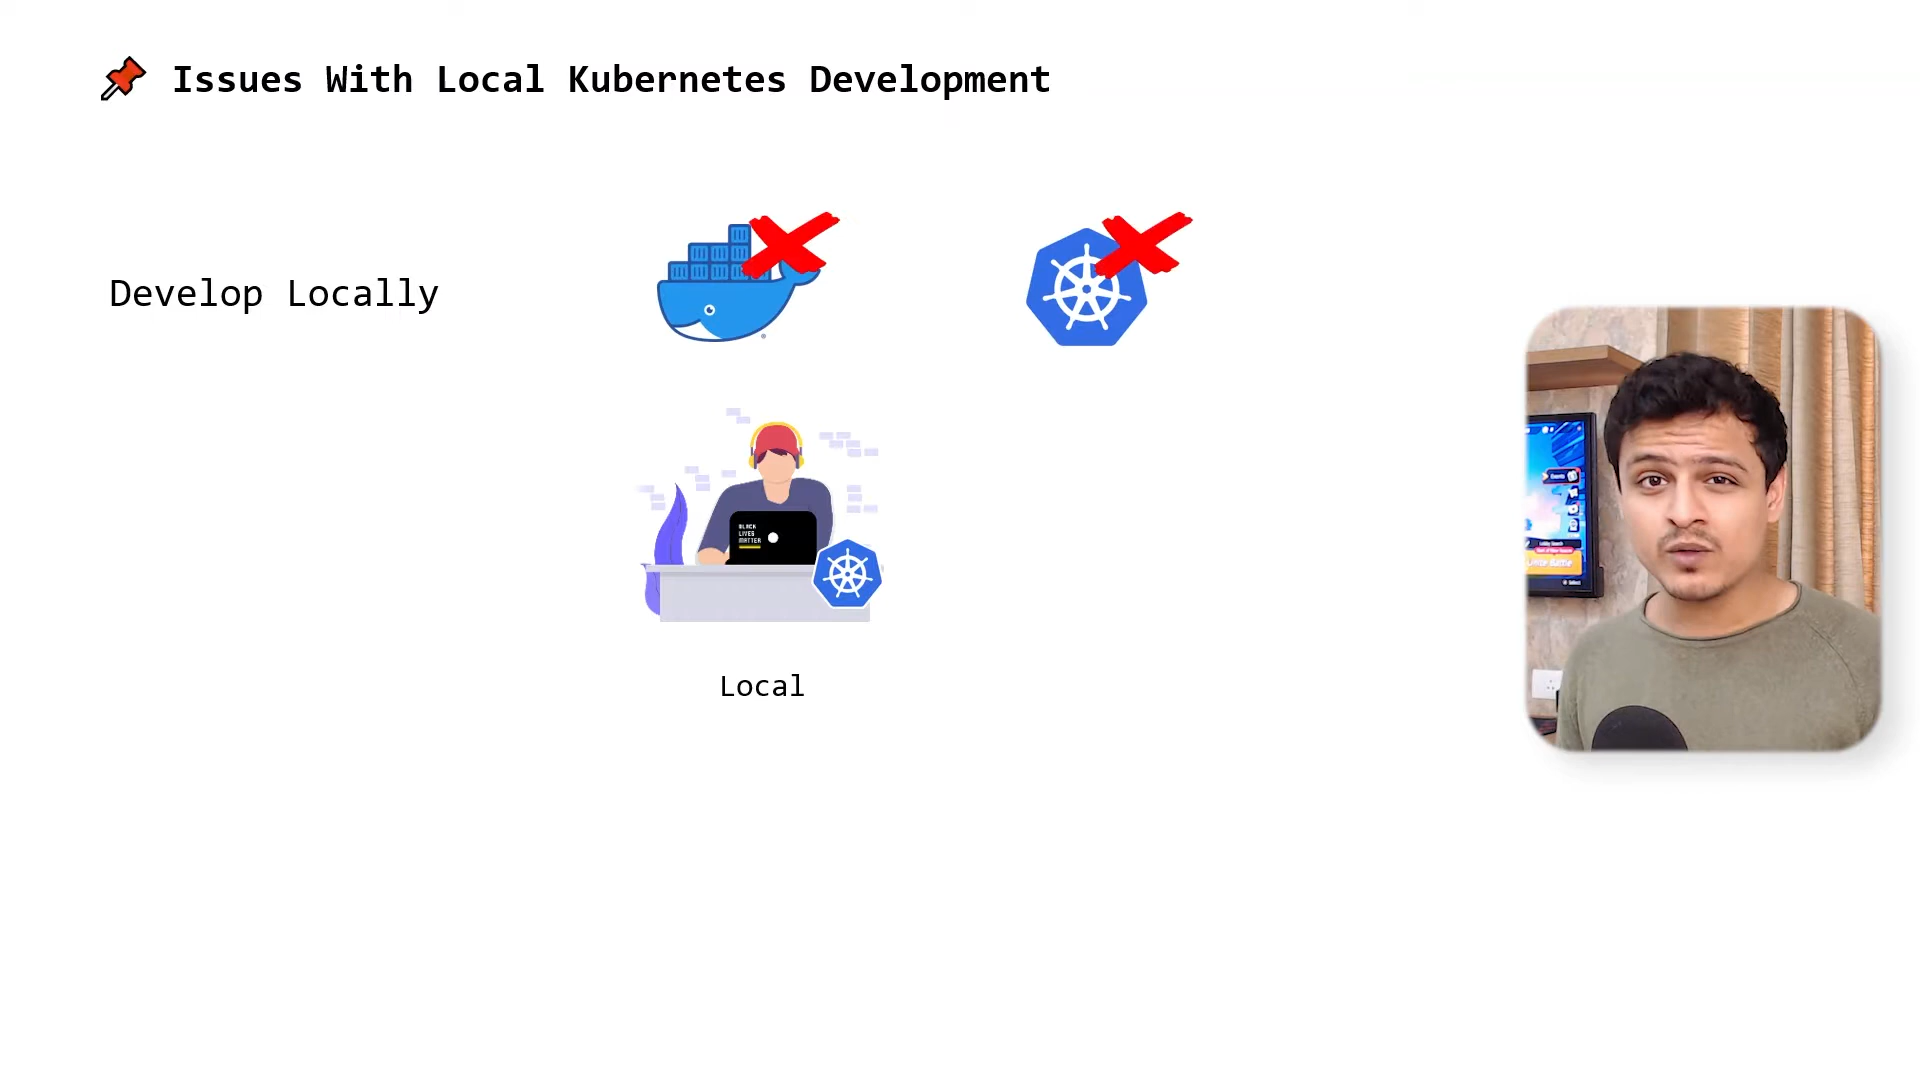 Issues With Local Kubernetes Development
Develop Locally
BLACK
LIVES
MATTER
Local